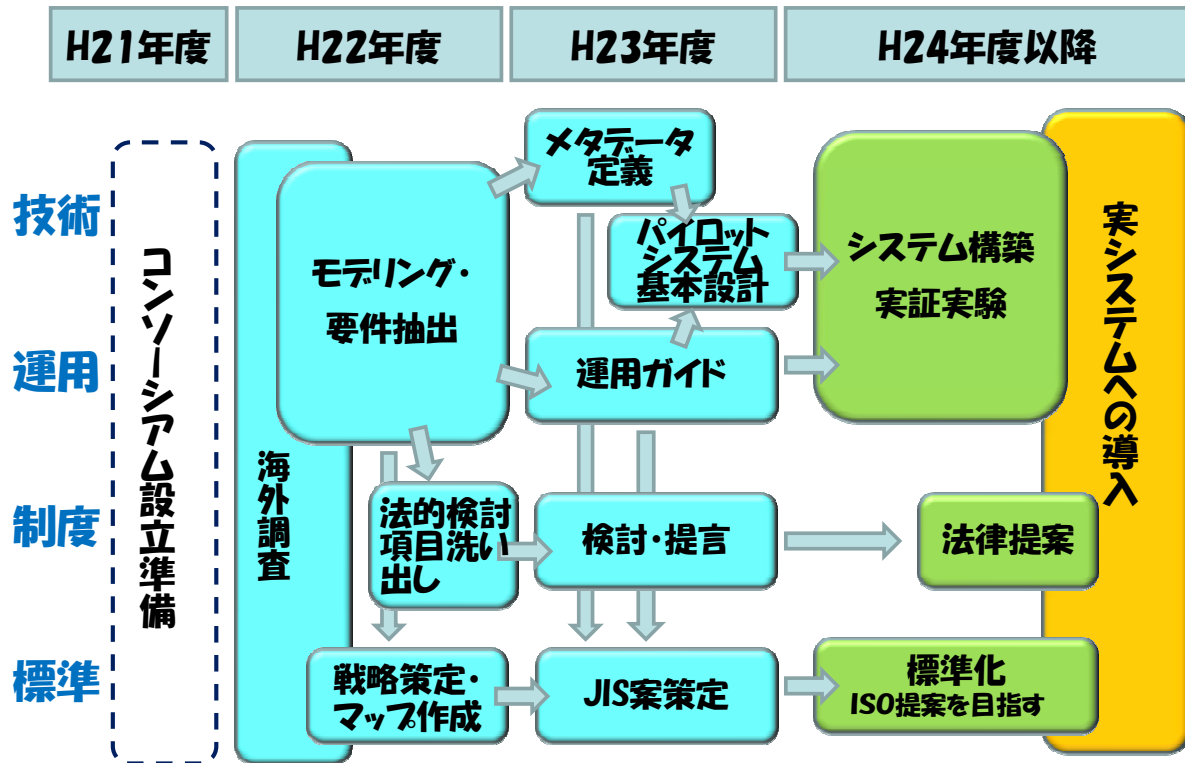 H21年度
H22年度
H23年度
H24年度以降
技術
運用
制度
標準
コンソーシアム設立準備
海外調査
モデリング・
要件抽出
法的検討
項目洗い
出し
戦略策定・
マップ作成
メタデータ
定義
パイロット
システム
基本設計
運用ガイド
検討・提言
JIS案策定
システム構築
実証実験
法律提案
標準化
ISO提案を目指す
実システムへの導入